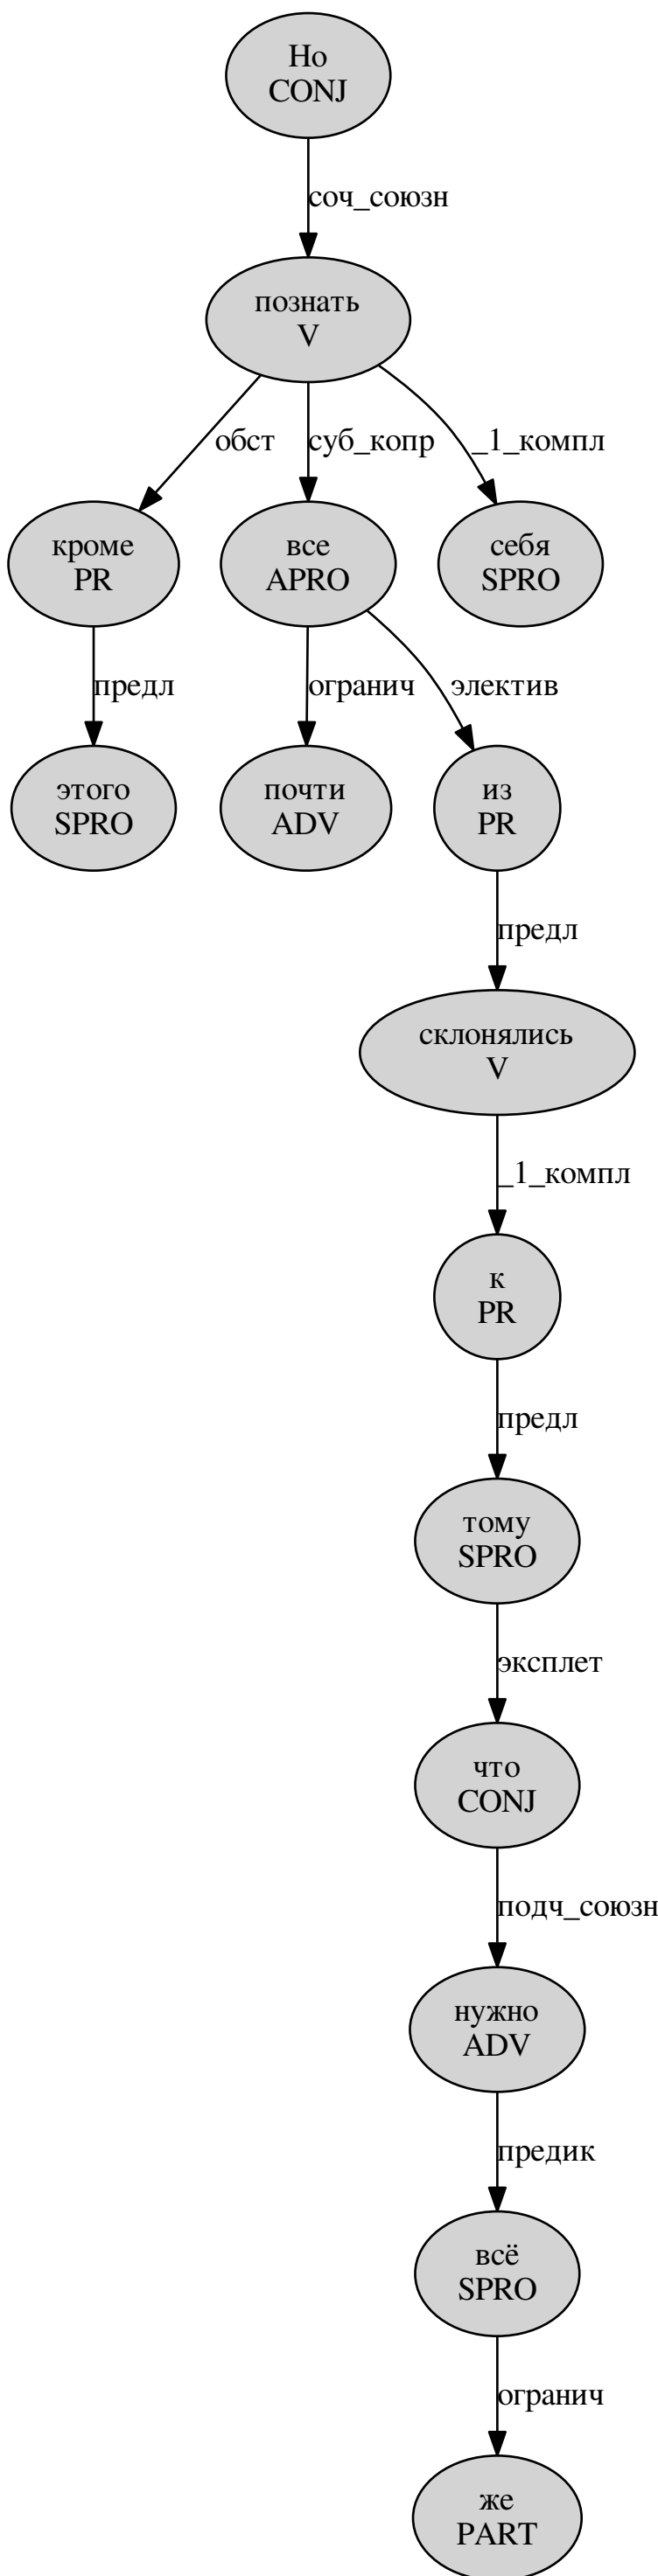 Но
CONJ
соч_союзн
познать
V
обст
суб_копр
_1_компл
кроме
PR
все
APRO
себя
SPRO
предл
огранич
электив
этого
SPRO
почти
ADV
из
PR
предл
склонялись
V
_1_компл
к
PR
предл
тому
SPRO
эксплет
что
CONJ
подч_союзн
нужно
ADV
предик
всё
SPRO
огранич
же
PART